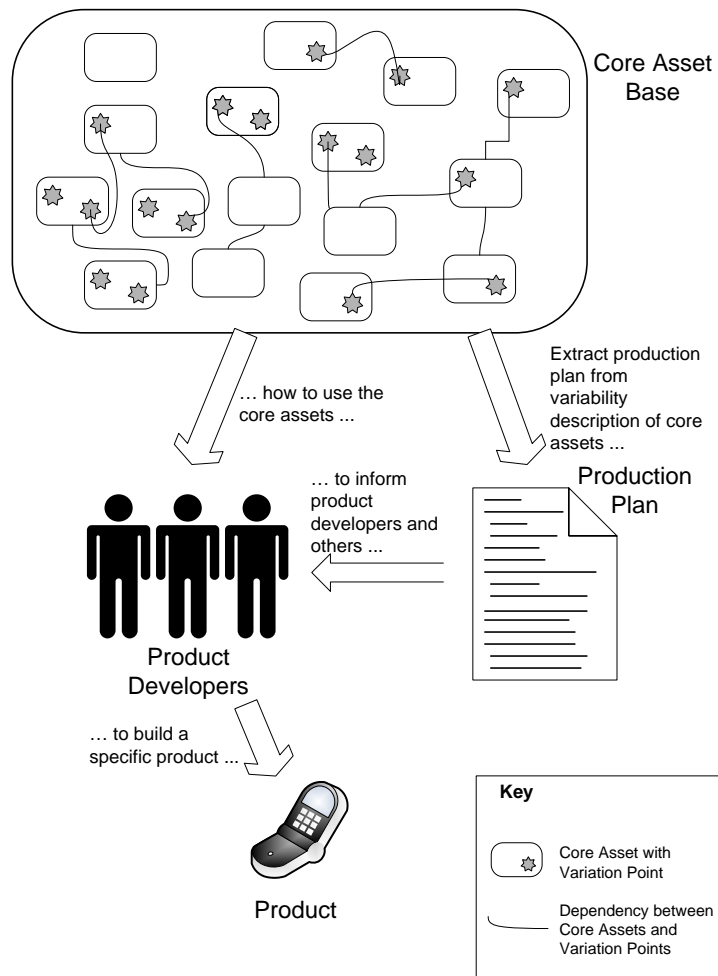 Core Asset
Base
Extract production
plan from
variability
description of core
assets ...
… how to use the
core assets ...
Production
Plan
… to inform
product
developers and
others ...
Product
Developers
… to build a
specific product ...
Product
Key
Core Asset with
Variation Point
Dependency between
Core Assets and
Variation Points